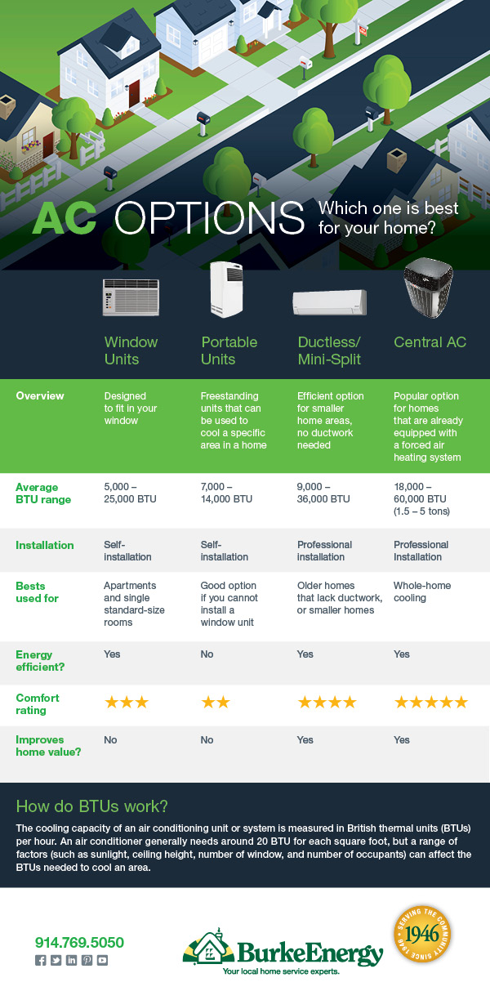 AC OPTIONS
Which one is best
for your home?
Window
Units
Portable
Units
Ductless/
Mini-Split
Central AC
Overview
Designed
to fit in your
window
Freestanding
units that can
be used to
cool a specific
area in a home
Efficient option
for smaller
home areas,
no ductwork
needed
Popular option
for homes
that are already
equipped with
a forced air
heating system
Average
BTU range
5,000 –
25,000 BTU
7,000 –
14,000 BTU
9,000 –
36,000 BTU
18,000 –
60,000 BTU
(1.5 – 5 tons)
Installation
Self-
installation
Self-
installation
Professional
installation
Professional
Installation
Bests
used for
Apartments
and single
standard-size
rooms
Good option
if you cannot
install a
window unit
Older homes
that lack ductwork,
or smaller homes
Whole-home
cooling
Energy
efficient?
Yes
No
Yes
Yes
Comfort
rating
★★★
★★
★★★★
★★★★★
Improves
home value?
No
No
Yes
Yes
How do BTUs work?
The cooling capacity of an air conditioning unit or system is measured in British thermal units (BTUs)
per hour. An air conditioner generally needs around 20 BTU for each square foot, but a range of
factors (such as sunlight, ceiling height, number of window, and number of occupants) can affect the
BTUs needed to cool an area.
914.769.5050
BurkeEnergy
Your local home service experts.
SERVING THE COMMUNITY SINCE 1946
1946